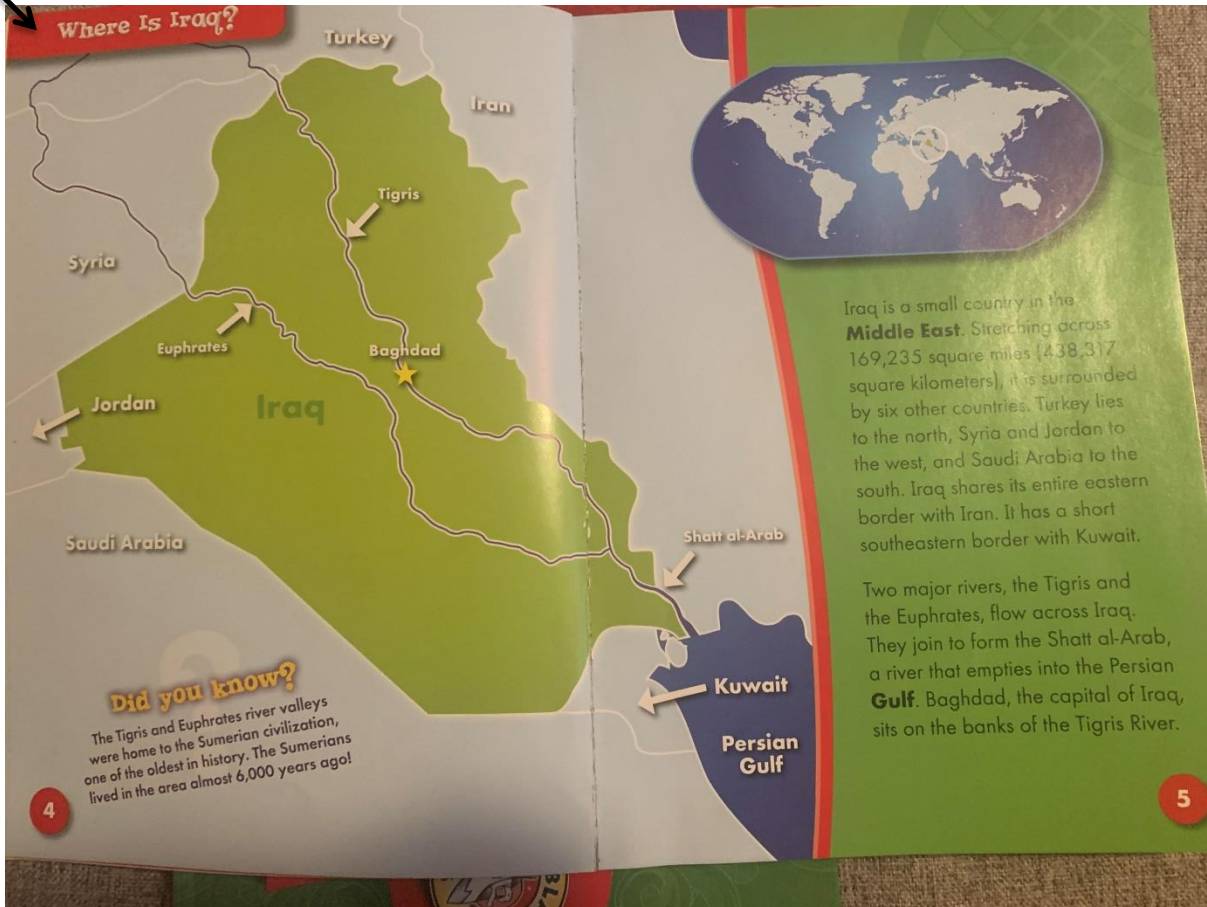 Where Is Iraq?
Turkey
Iran
Tigris
Syria
Euphrates
Baghdad
Jordan
Iraq
Saudi Arabia
Shatt al-Arab
Kuwait
Persian
Gulf
Did you know?
The Tigris and Euphrates river valleys
were home to the Sumerian civilization,
one of the oldest in history. The Sumerians
lived in the area almost 6,000 years ago!
4
Iraq is a small country in the
Middle East. Stretching across
169,235 square miles (438,317
square kilometers), it is surrounded
by six other countries. Turkey lies
to the north, Syria and Jordan to
the west, and Saudi Arabia to the
south. Iraq shares its entire eastern
border with Iran. It has a short
southeastern border with Kuwait.
Two major rivers, the Tigris and
the Euphrates, flow across Iraq.
They join to form the Shatt al-Arab,
a river that empties into the Persian
Gulf. Baghdad, the capital of Iraq,
sits on the banks of the Tigris River.
5